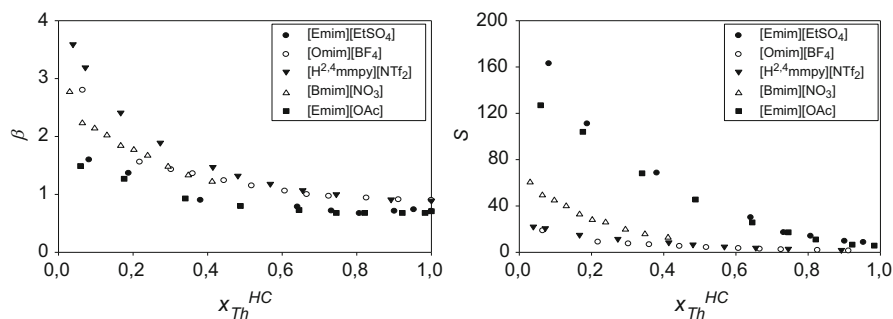 4
3
2
1
0
β
[Emim][EtSO₄]
[Omim][BF₄]
[H²,⁴mmpy][NTf₂]
[Bmim][NO₃]
[Emim][OAc]
0,0 0,2 0,4 0,6 0,8 1,0
x_Th^HC
200
160
120
80
40
0
S
[Emim][EtSO₄]
[Omim][BF₄]
[H²,⁴mmpy][NTf₂]
[Bmim][NO₃]
[Emim][OAc]
0,0 0,2 0,4 0,6 0,8 1,0
x_Th^HC